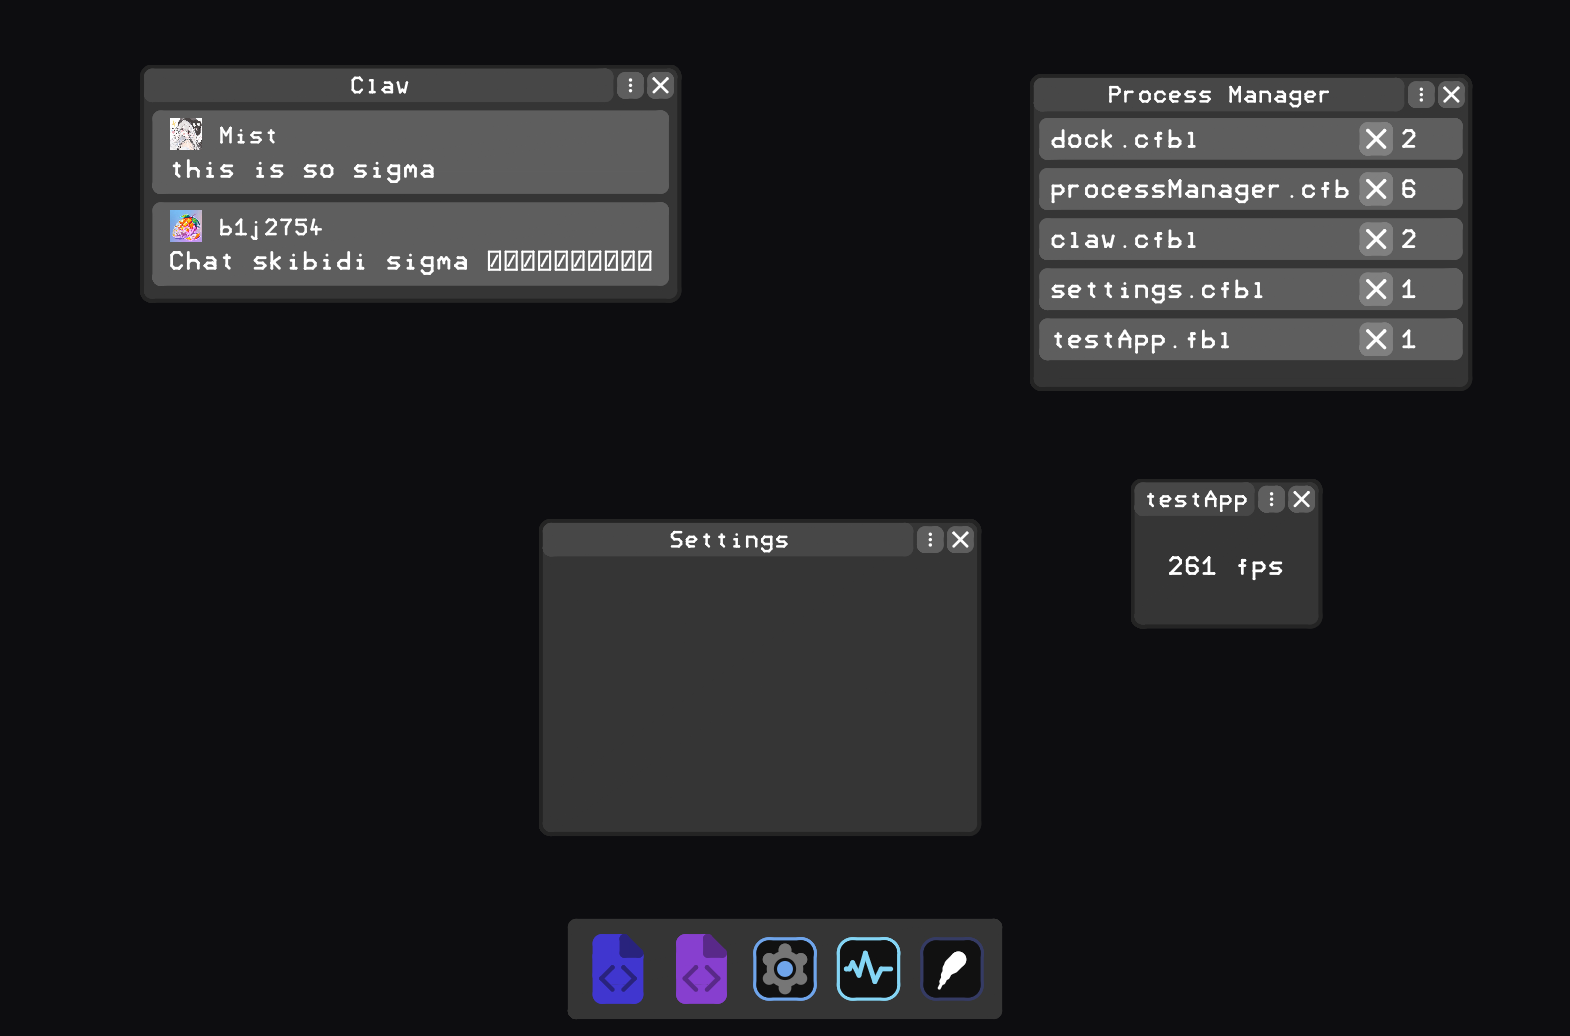 Claw
Mist
this is so sigma
b1j2754
Chat skibidi sigma
Process Manager
dock.cfbl 2
processManager.cfb 6
claw.cfbl 2
settings.cfbl 1
testApp.fbl 1
testApp
261 fps
Settings